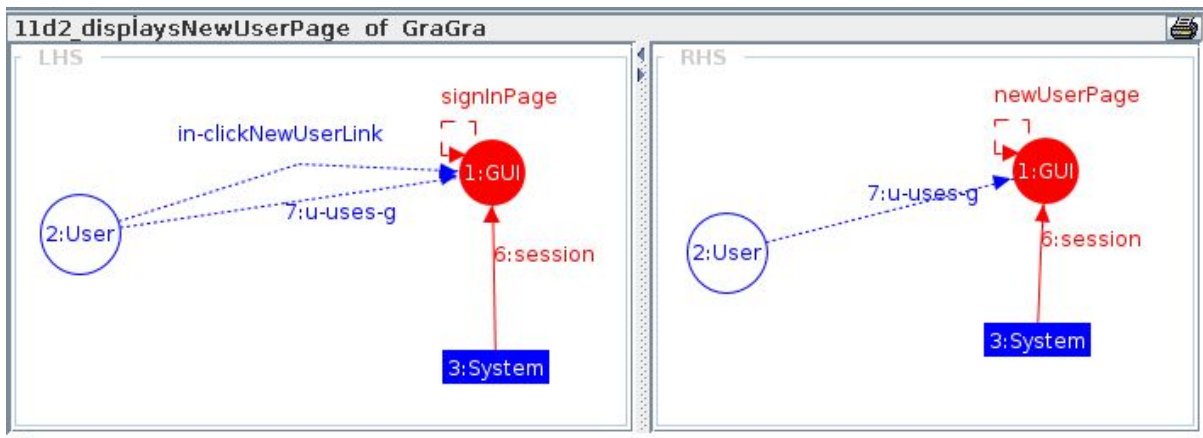 11d2_displaysNewUserPage of GraGra
LHS
signInPage
in-clickNewUserLink
1:GUI
7:u-uses-g
2:User
6:session
3:System
RHS
newUserPage
1:GUI
7:u-uses-g
2:User
6:session
3:System